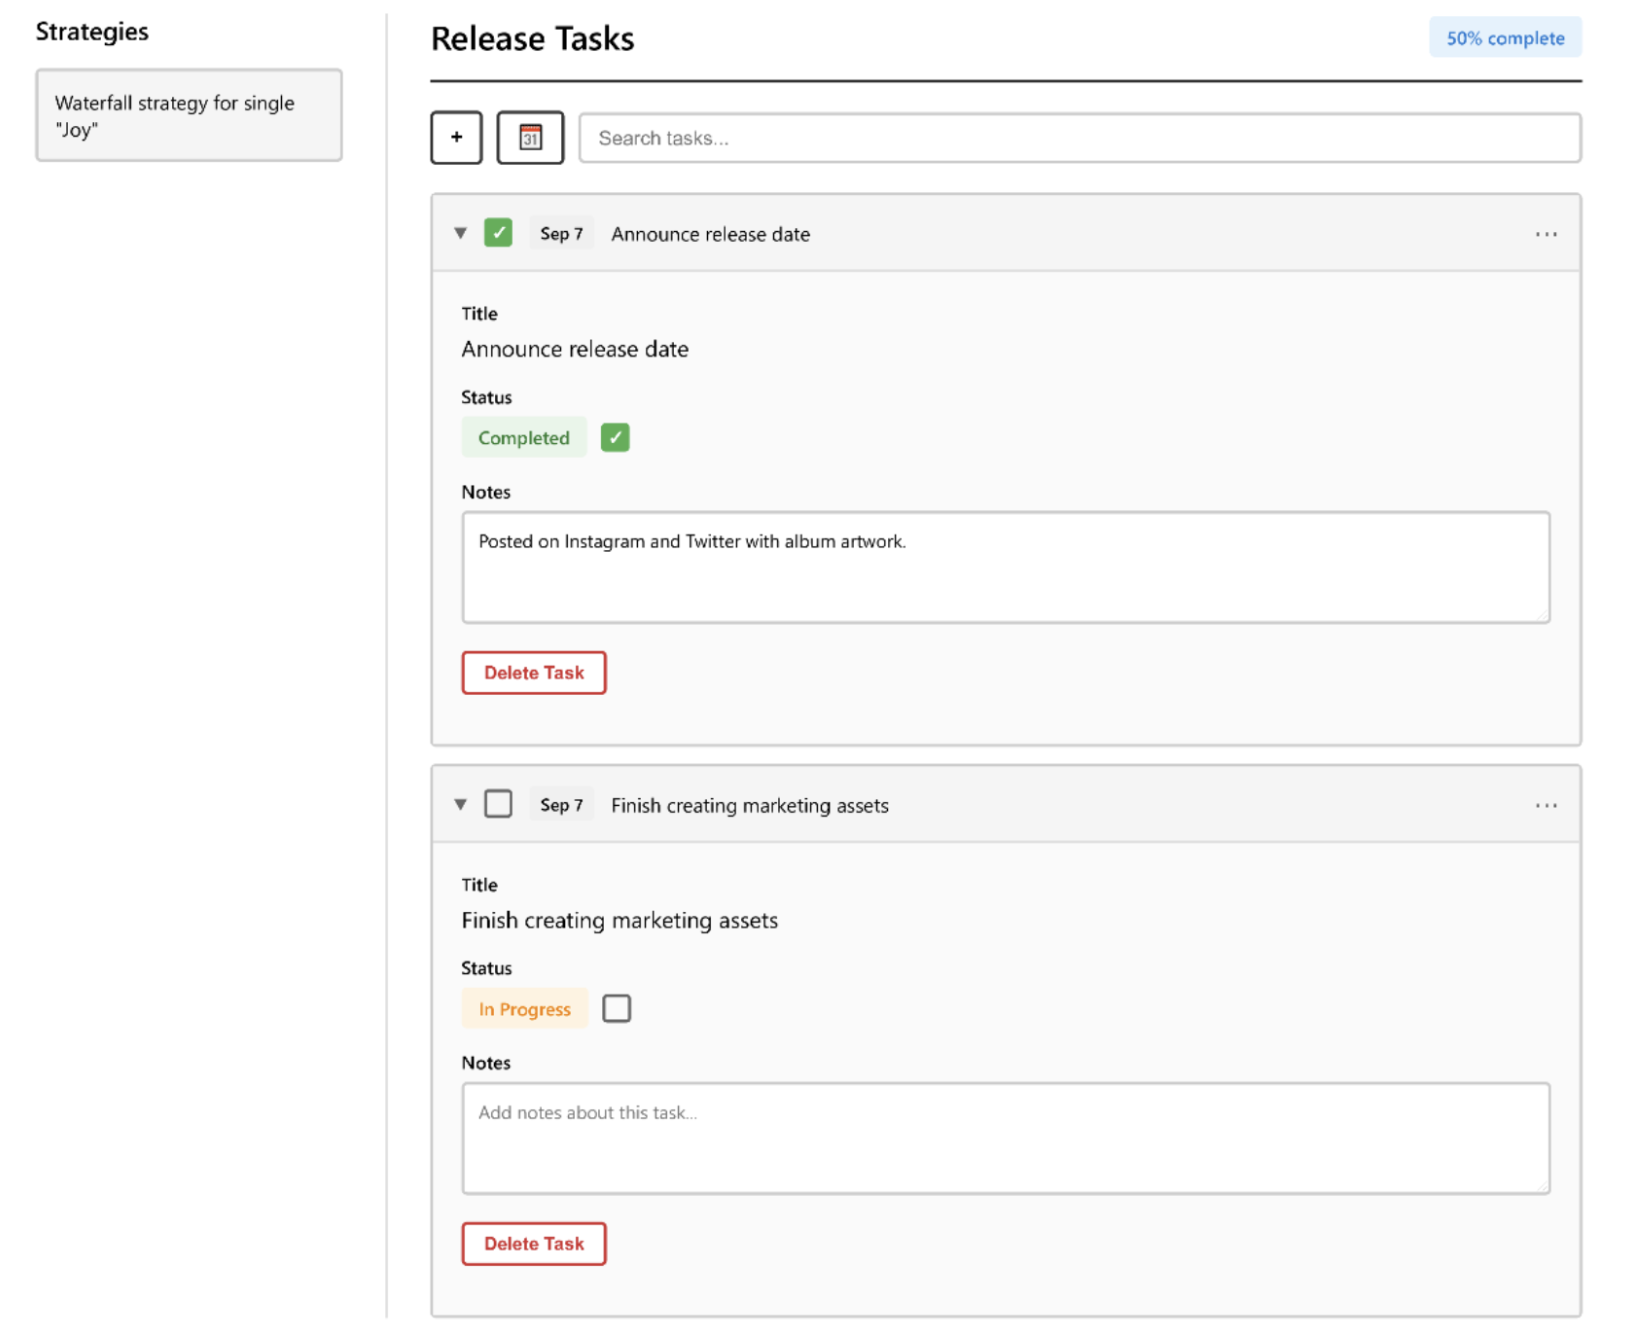 Strategies
Waterfall strategy for single
"Joy"
Release Tasks
50% complete
+
31
Search tasks...
Sep 7
Announce release date
...
Title
Announce release date
Status
Completed
Notes
Posted on Instagram and Twitter with album artwork.
Delete Task
Sep 7
Finish creating marketing assets
...
Title
Finish creating marketing assets
Status
In Progress
Notes
Add notes about this task...
Delete Task